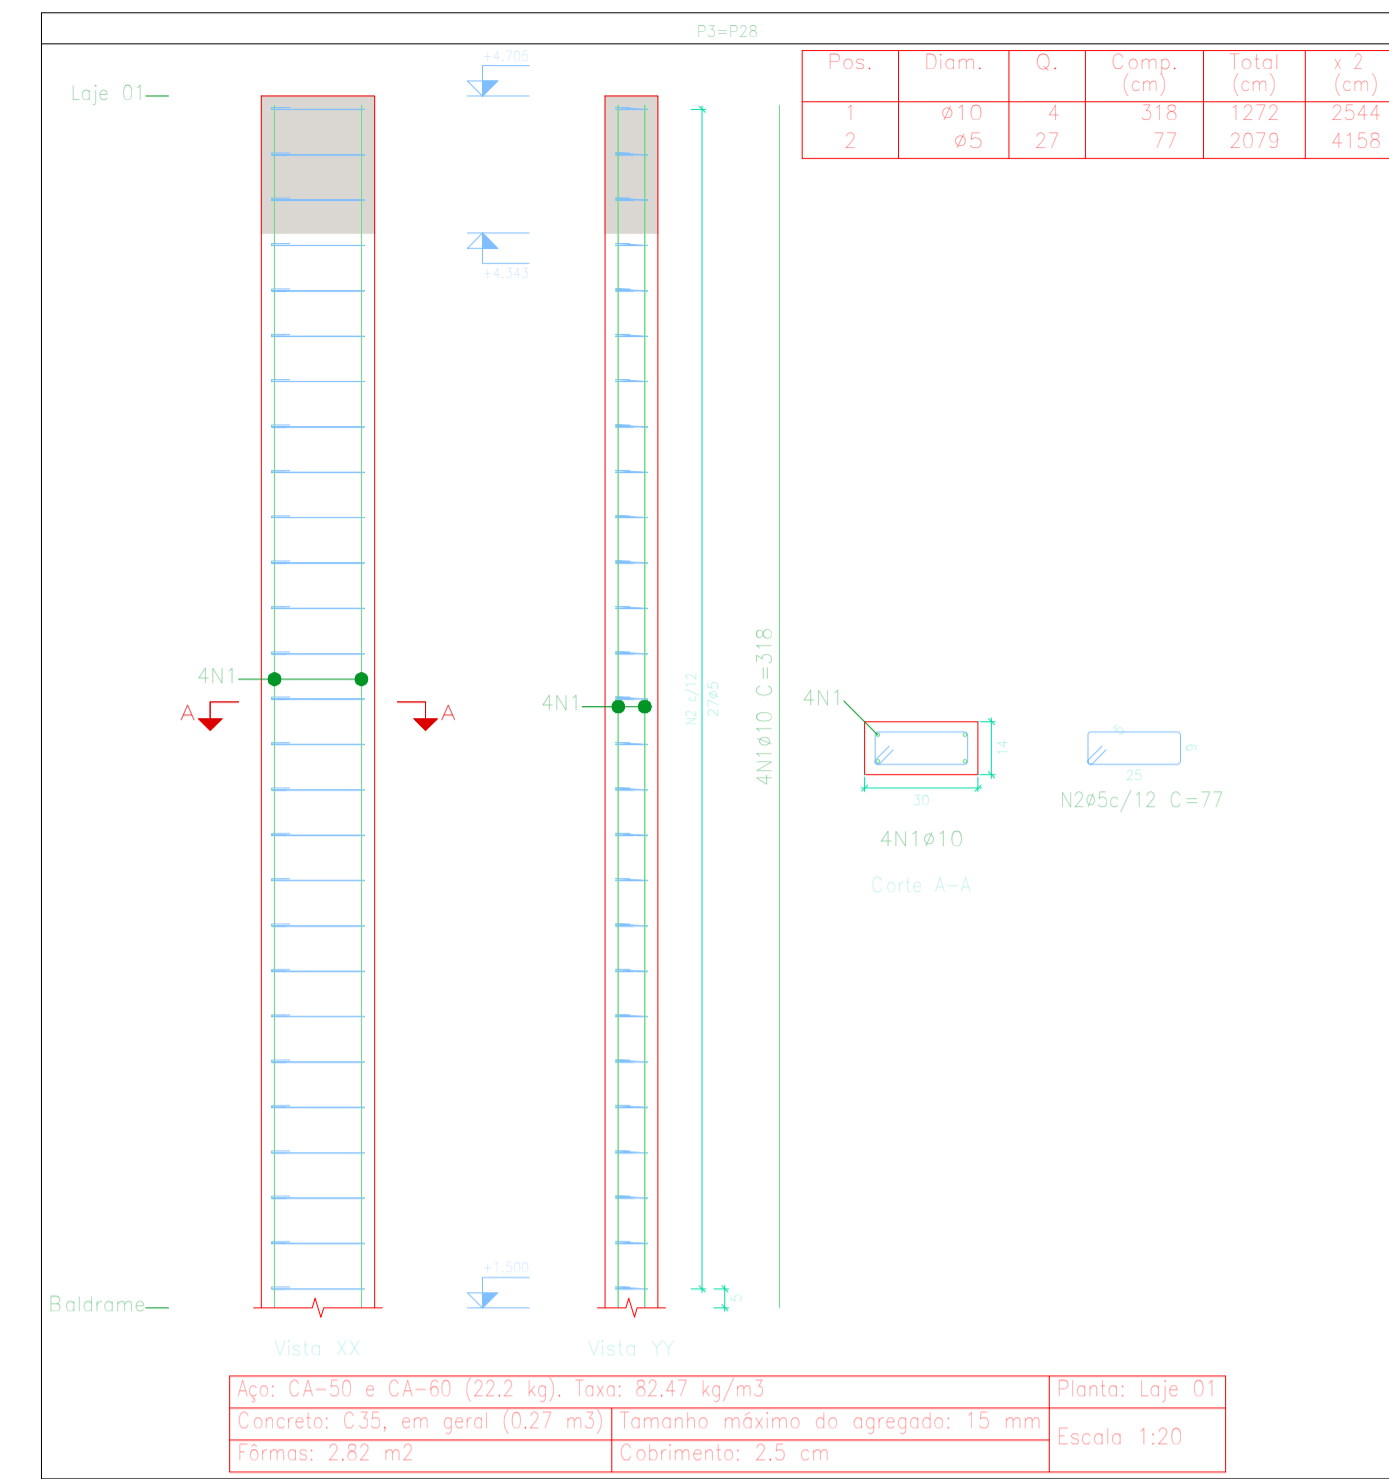 P3=P28
Pos. Diam. Q. Comp. (cm) Total (cm) x 2 (cm)
1 ø10 4 318 1272 2544
2 ø5 27 77 2079 4158
Laje 01
+4.705
+4.343
4N1
A
A
4N1
N2 c/12
27ø5
4N1ø10 C=318
4N1
14
30
4N1ø10
Corte A-A
5
9
25
N2ø5c/12 C=77
+1.500
5
Baldrame
Vista XX
Vista YY
Aço: CA-50 e CA-60 (22.2 kg). Taxa: 82.47 kg/m3
Planta: Laje 01
Concreto: C35, em geral (0.27 m3)
Tamanho máximo do agregado: 15 mm
Escala 1:20
Fôrmas: 2.82 m2
Cobrimento: 2.5 cm